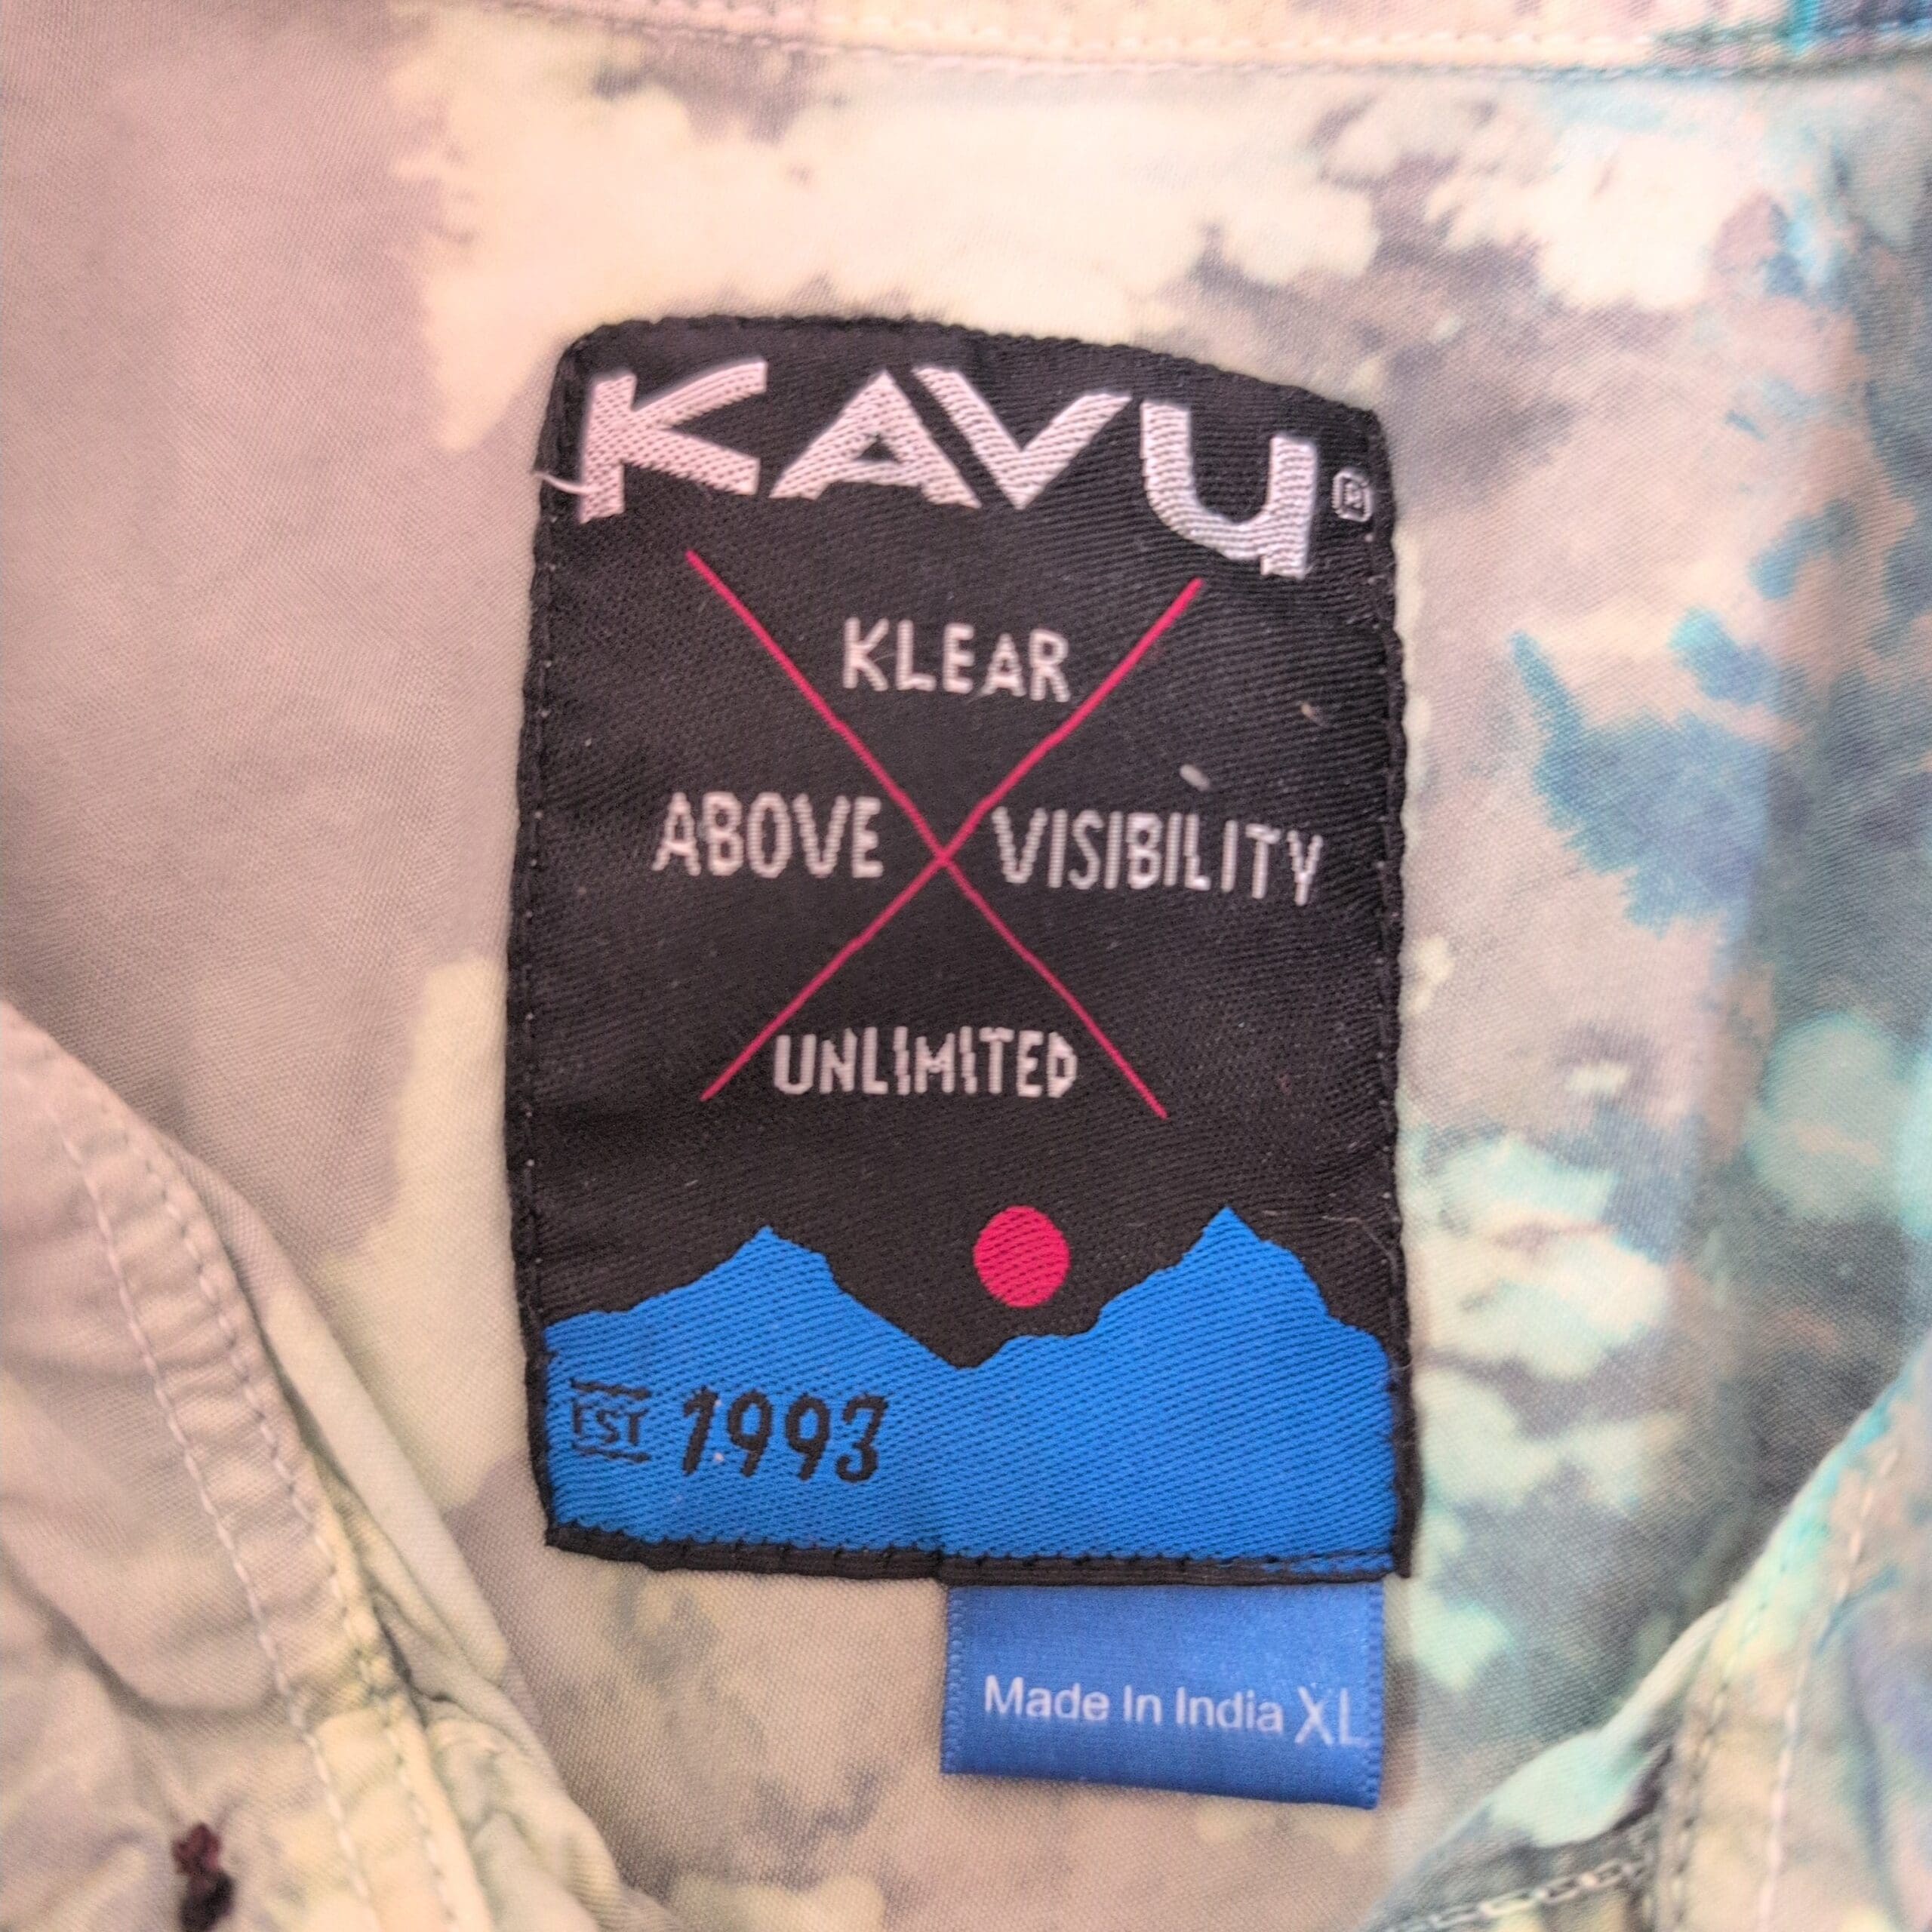 KAVU®
KLEAR
ABOVE VISIBILITY
UNLIMITED
EST 1993
Made In India XL